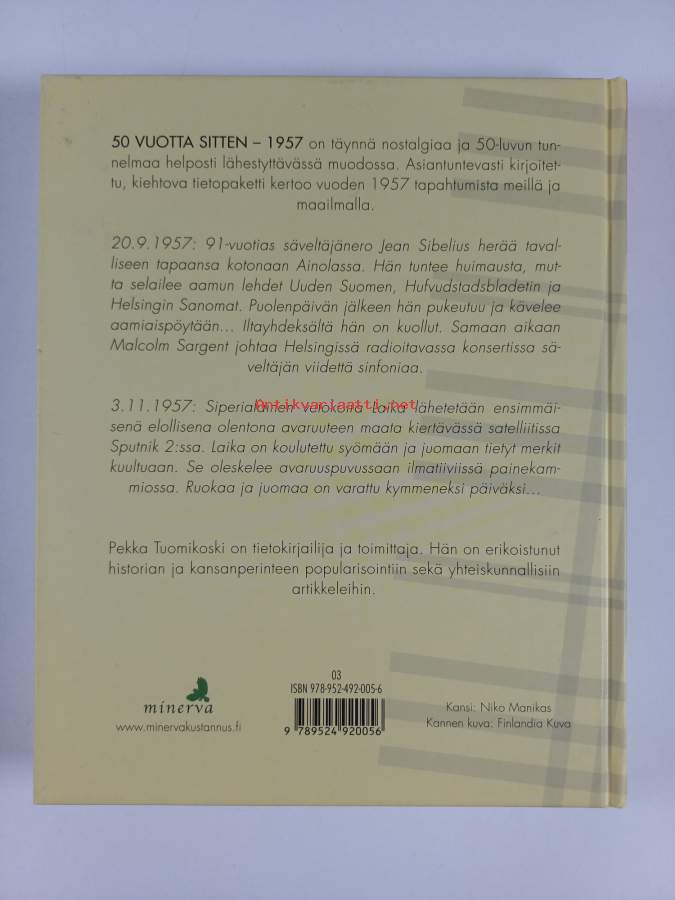 50 VUOTTA SITTEN – 1957 on täynnä nostalgiaa ja 50-luvun tun-
nelmaa helposti lähestyttävässä muodossa. Asiantuntevasti kirjoitet-
tu, kiehtova tietopaketti kertoo vuoden 1957 tapahtumista meillä ja
maailmalla.
20.9.1957: 91-vuotias säveltäjänero Jean Sibelius herää taval-
liseen tapaansa kotonaan Ainolassa. Hän tuntee huimausta, mut-
ta selailee aamun lehdet Uuden Suomen, Hufvudstadsbladetin ja
Helsingin Sanomat. Puolenpäivän jälkeen hän pukeutuu ja kävelee
aamiaispöytään... Iltayhdeksältä hän on kuollut. Samaan aikaan
Malcolm Sargent johtaa Helsingissä radioitavassa konsertissa sä-
veltäjän viidettä sinfoniaa.
Antikvariaatti.net
3.11.1957: Siperialainen rotukoira Laika lähetetään ensimmäi-
senä elollisena olentona avaruuteen maata kiertävässä satelliitissa
Sputnik 2:ssa. Laika on koulutettu syömään ja juomaan tietyt merkit
kuultuaan. Se oleskelee avaruuspuvussaan ilmatiiviissä painekam-
miossa. Ruokaa ja juomaa on varattu kymmeneksi päiväksi...
Pekka Tuomikoski on tietokirjailija ja toimittaja. Hän on erikoistunut
historian ja kansanperinteen popularisointiin sekä yhteiskunnallisiin
artikkeleihin.
minerva
www.minervakustannus.fi
03
ISBN 978-952-492-005-6
9 789524 920056
Kansi: Niko Manikas
Kannen kuva: Finlandia Kuva